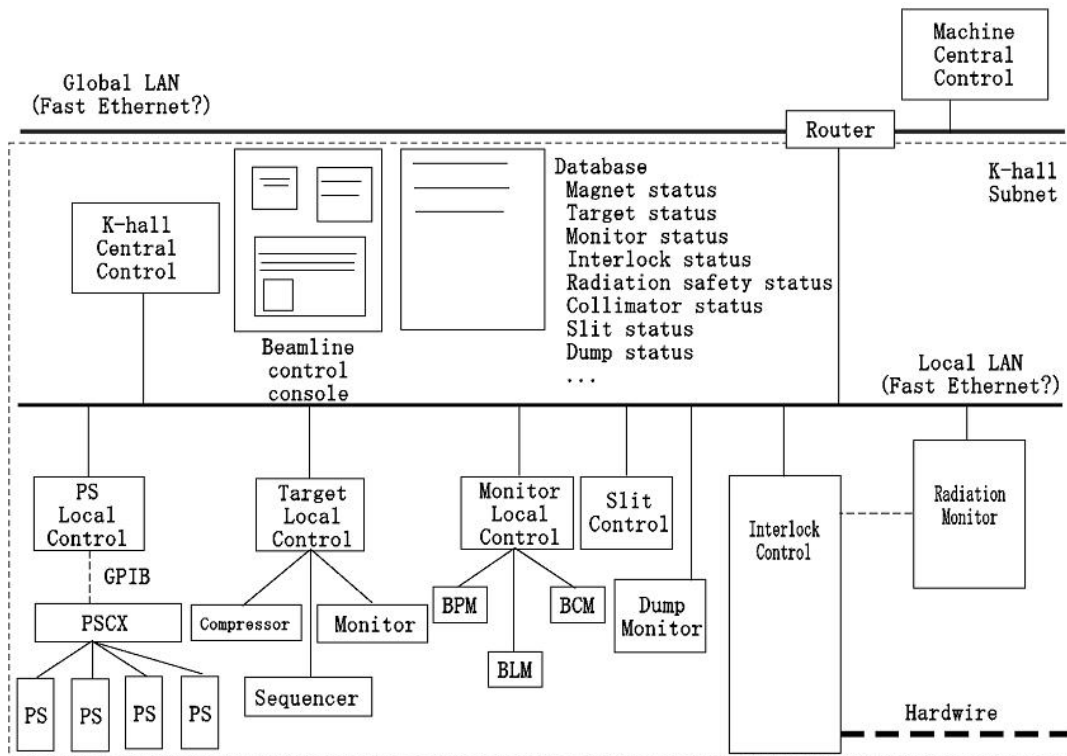 Machine
Central
Control
Global LAN
(Fast Ethernet?)
Router
K-hall
Subnet
K-hall
Central
Control
Beamline
control
console
Database
Magnet status
Target status
Monitor status
Interlock status
Radiation safety status
Collimator status
Slit status
Dump status
...
Local LAN
(Fast Ethernet?)
PS
Local
Control
GPIB
PSCX
PS
PS
PS
PS
Target
Local
Control
Compressor
Monitor
Sequencer
Monitor
Local
Control
BPM
BCM
BLM
Slit
Control
Dump
Monitor
Interlock
Control
Radiation
Monitor
Hardwire